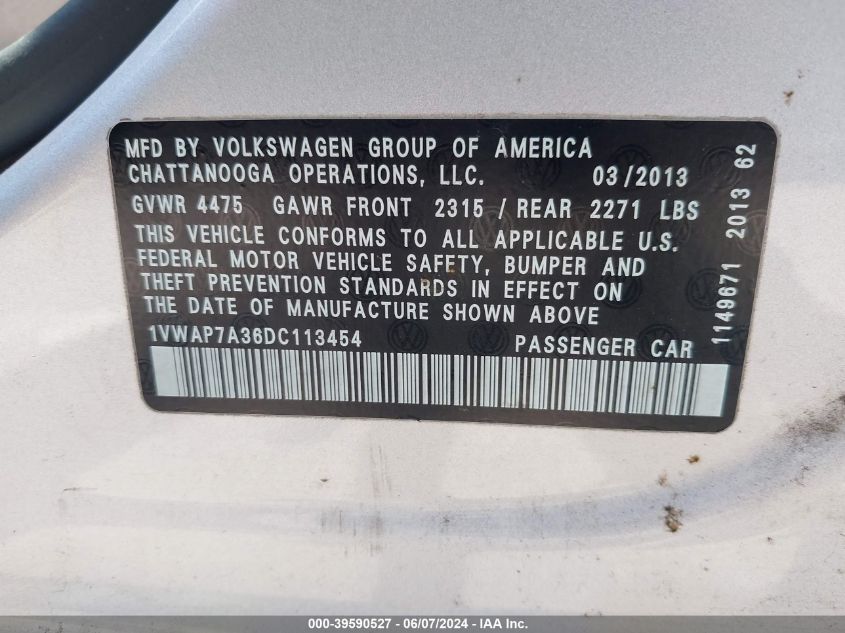 MFD BY VOLKSWAGEN GROUP OF AMERICA
CHATTANOOGA OPERATIONS, LLC. 03/2013
GVWR 4475 GAWR FRONT 2315 / REAR 2271 LBS
THIS VEHICLE CONFORMS TO ALL APPLICABLE U.S.
FEDERAL MOTOR VEHICLE SAFETY, BUMPER AND
THEFT PREVENTION STANDARDS IN EFFECT ON
THE DATE OF MANUFACTURE SHOWN ABOVE
1VWAP7A36DC113454 PASSENGER CAR
1149671 2013 62
000-39590527 - 06/07/2024 - IAA Inc.